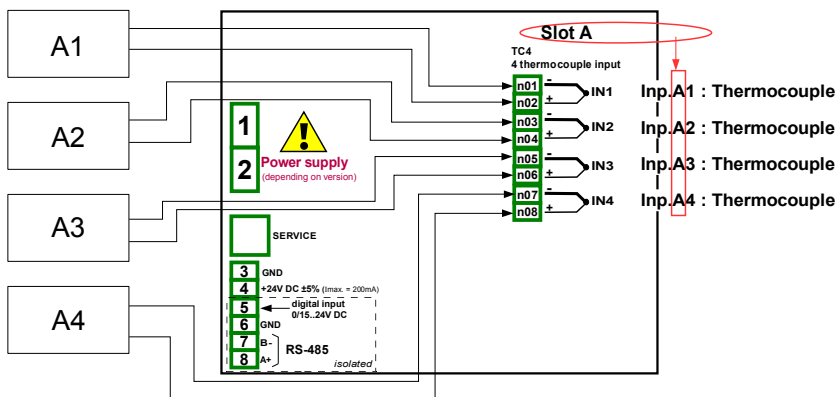 A1
A2
A3
A4
Slot A
TC4
4 thermocouple input
n01 - IN1
n02 +
n03 - IN2
n04 +
n05 - IN3
n06 +
n07 - IN4
n08 +
Inp.A1 : Thermocouple
Inp.A2 : Thermocouple
Inp.A3 : Thermocouple
Inp.A4 : Thermocouple
1
2
!
Power supply
(depending on version)
SERVICE
3 GND
4 +24V DC ±5% (Imax. = 200mA)
5 digital input
0/15..24V DC
6 GND
7 B-
8 A+
RS-485
isolated